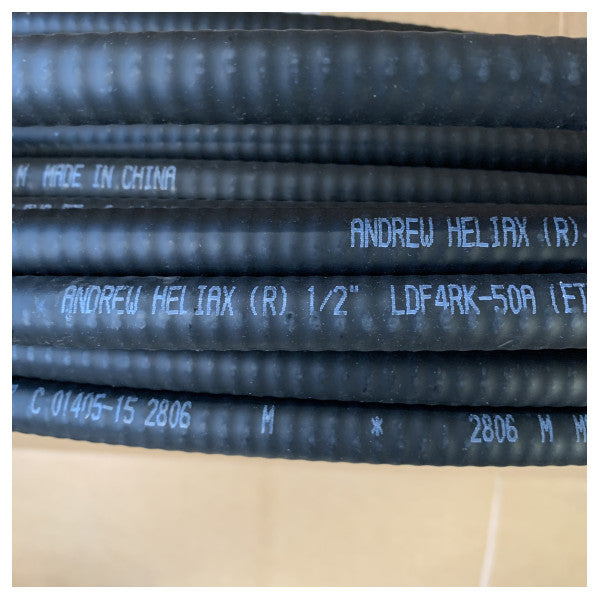 M MADE IN CHINA
ANDREW HELIAX (R)
ANDREW HELIAX (R) 1/2" LDF4RK-50A (ET
C 01405-15 2806 M * 2806 M M